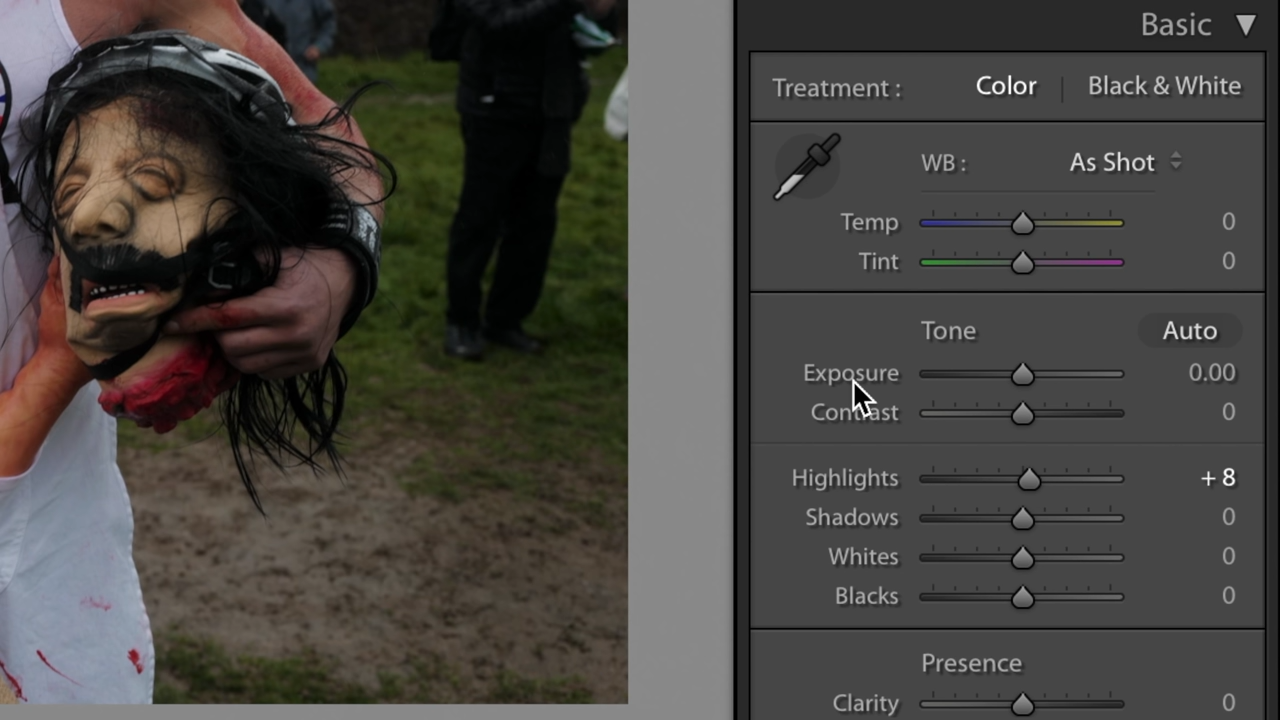 Basic ▼
Treatment : Color | Black & White
WB : As Shot
Temp 0
Tint 0
Tone Auto
Exposure 0.00
Contrast 0
Highlights + 8
Shadows 0
Whites 0
Blacks 0
Presence
Clarity 0